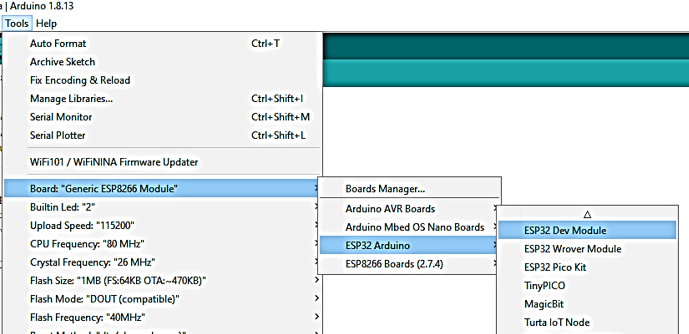 a | Arduino 1.8.13
Tools Help
Auto Format Ctrl+T
Archive Sketch
Fix Encoding & Reload
Manage Libraries... Ctrl+Shift+I
Serial Monitor Ctrl+Shift+M
Serial Plotter Ctrl+Shift+L
WiFi101 / WiFiNINA Firmware Updater
Board: "Generic ESP8266 Module"
Builtin Led: "2"
Upload Speed: "115200"
CPU Frequency: "80 MHz"
Crystal Frequency: "26 MHz"
Flash Size: "1MB (FS:64KB OTA:~470KB)"
Flash Mode: "DOUT (compatible)"
Flash Frequency: "40MHz"
Boards Manager...
Arduino AVR Boards
Arduino Mbed OS Nano Boards
ESP32 Arduino
ESP8266 Boards (2.7.4)
ESP32 Dev Module
ESP32 Wrover Module
ESP32 Pico Kit
TinyPICO
MagicBit
Turta IoT Node